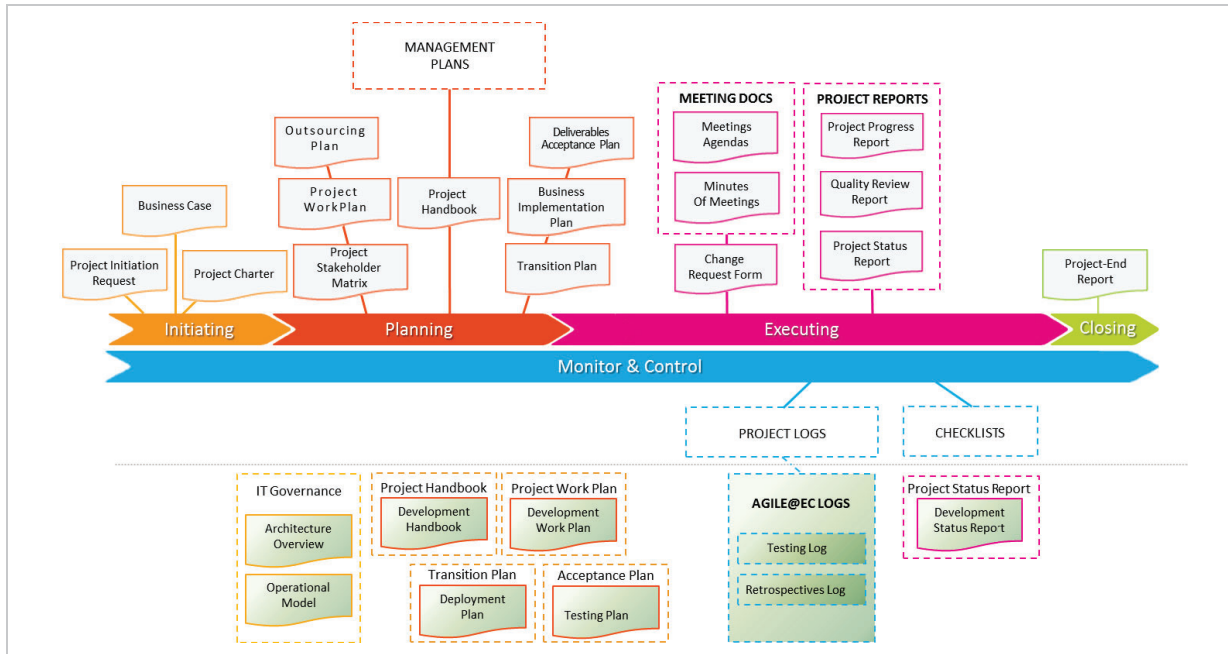 MANAGEMENT
PLANS
MEETING DOCS
PROJECT REPORTS
Outsourcing
Plan
Deliverables
Acceptance Plan
Meetings
Agendas
Project Progress
Report
Business Case
Project
WorkPlan
Project
Handbook
Business
Implementation
Plan
Minutes
Of Meetings
Quality Review
Report
Project Initiation
Request
Project Charter
Project
Stakeholder
Matrix
Transition Plan
Change
Request Form
Project Status
Report
Project-End
Report
Initiating
Planning
Executing
Closing
Monitor & Control
PROJECT LOGS
CHECKLISTS
IT Governance
Architecture
Overview
Operational
Model
Project Handbook
Development
Handbook
Project Work Plan
Development
Work Plan
Transition Plan
Deployment
Plan
Acceptance Plan
Testing Plan
AGILE@EC LOGS
Testing Log
Retrospectives Log
Project Status Report
Development
Status Report